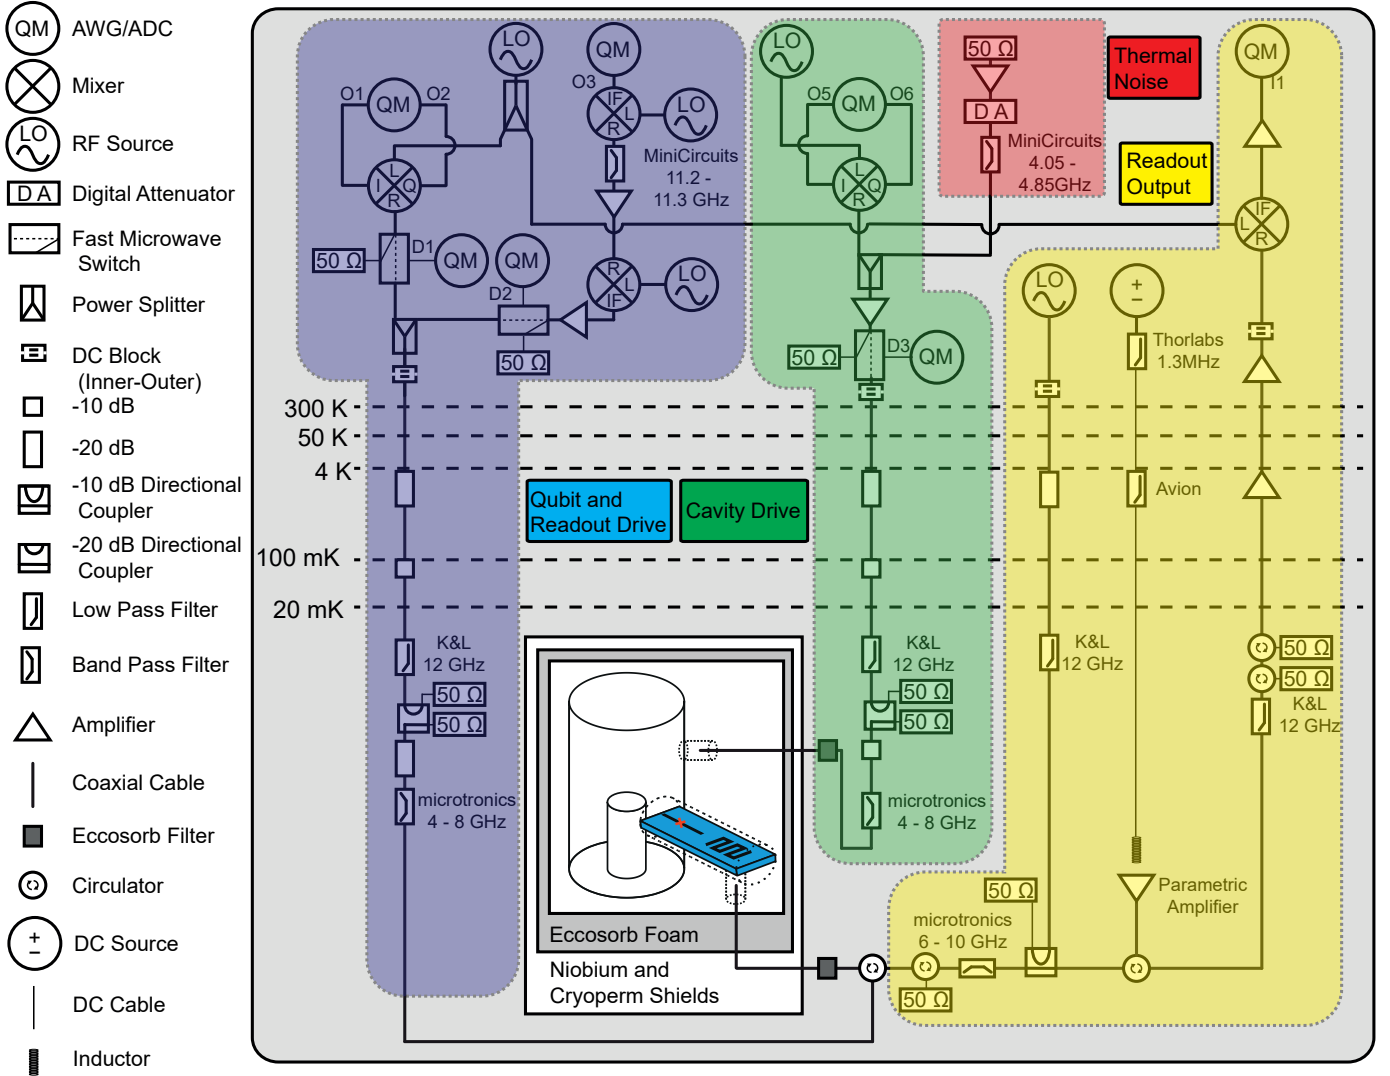 QM AWG/ADC
Mixer
LO RF Source
D A Digital Attenuator
Fast Microwave
Switch
Power Splitter
DC Block
(Inner-Outer)
-10 dB
-20 dB
-10 dB Directional
Coupler
-20 dB Directional
Coupler
Low Pass Filter
Band Pass Filter
Amplifier
Coaxial Cable
Eccosorb Filter
Circulator
+
− DC Source
DC Cable
Inductor
LO
QM
O3
O1 QM O2
IF
L
R
LO
MiniCircuits
11.2 -
11.3 GHz
L
I Q
R
50 Ω D1 QM
QM
D2
R
L
IF
LO
50 Ω
LO
O5 QM O6
L
I Q
R
50 Ω D3 QM
50 Ω
D A
MiniCircuits
4.05 -
4.85GHz
Thermal
Noise
Readout
Output
QM
I1
IF
L
R
LO
+
−
Thorlabs
1.3MHz
300 K
50 K
4 K
100 mK
20 mK
Qubit and
Readout Drive
Cavity Drive
Avion
K&L
12 GHz
50 Ω
50 Ω
microtronics
4 - 8 GHz
K&L
12 GHz
50 Ω
50 Ω
microtronics
4 - 8 GHz
K&L
12 GHz
50 Ω
50 Ω
K&L
12 GHz
Eccosorb Foam
Niobium and
Cryoperm Shields
50 Ω
microtronics
6 - 10 GHz
50 Ω
Parametric
Amplifier